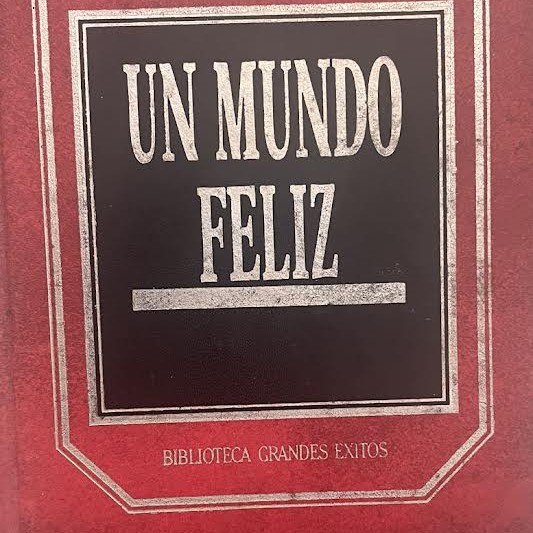 UN MUNDO
FELIZ
BIBLIOTECA GRANDES EXITOS